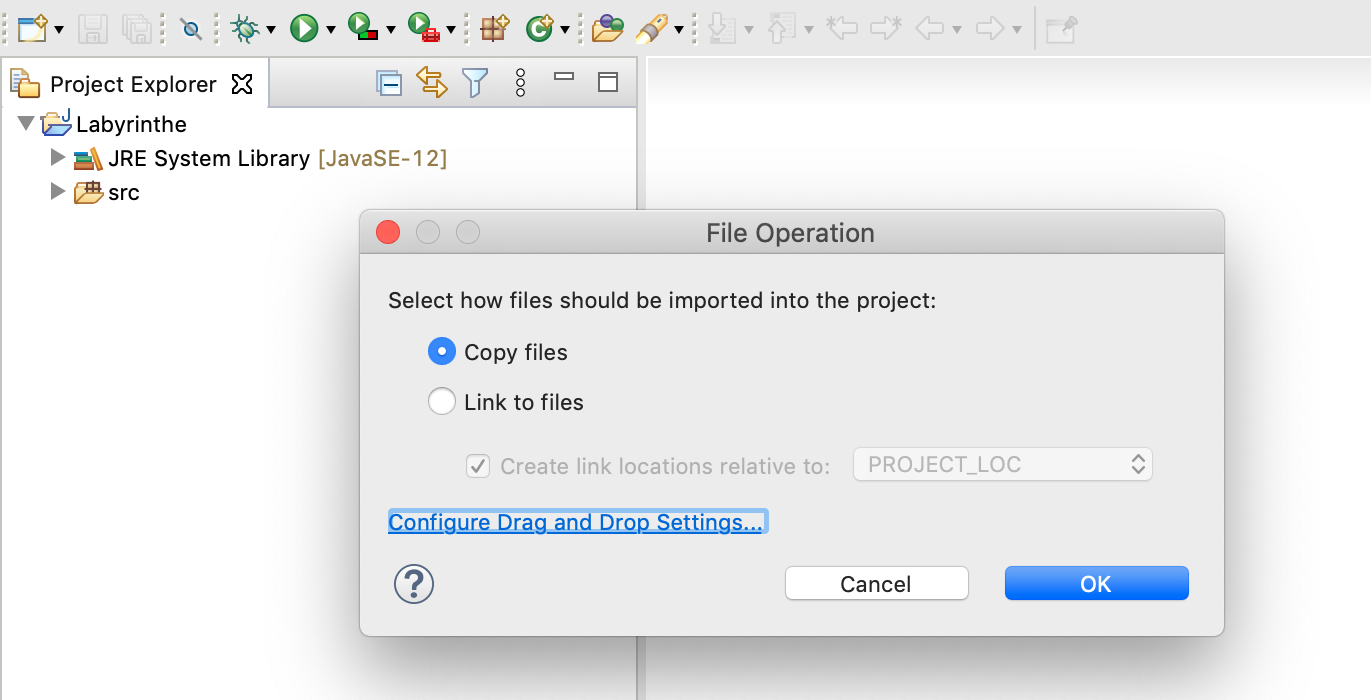 Project Explorer
Labyrinthe
JRE System Library [JavaSE-12]
src
File Operation
Select how files should be imported into the project:
Copy files
Link to files
Create link locations relative to: PROJECT_LOC
Configure Drag and Drop Settings...
? Cancel OK